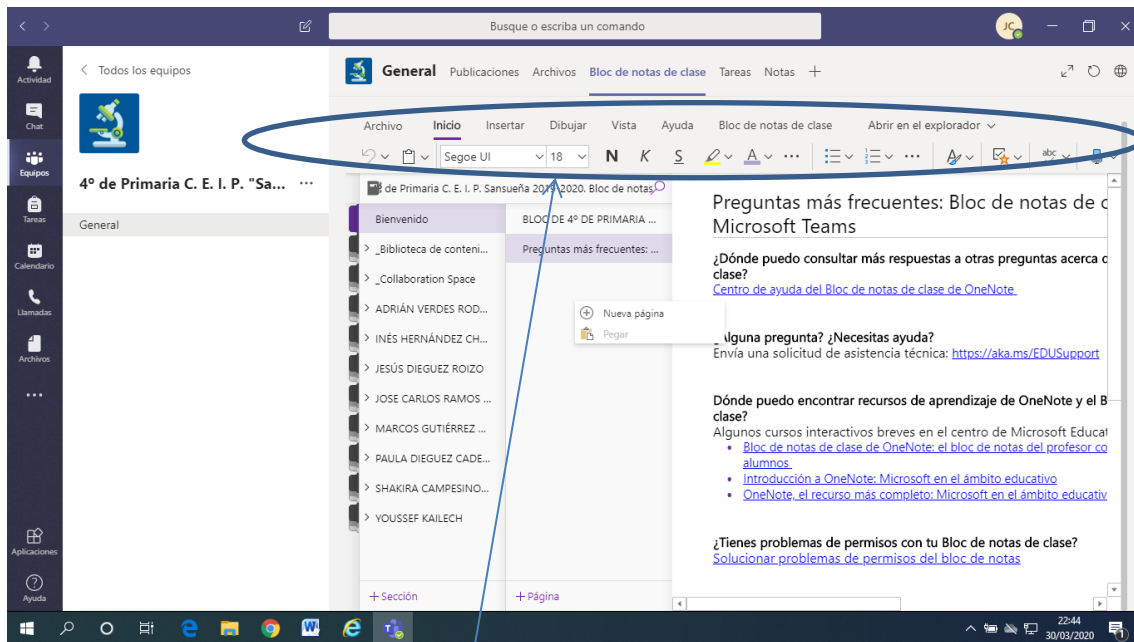 Busque o escriba un comando
JC
Actividad
Chat
Equipos
Tareas
Calendario
Llamadas
Archivos
Aplicaciones
Ayuda
Todos los equipos
4º de Primaria C. E. I. P. "Sa...
General
General Publicaciones Archivos Bloc de notas de clase Tareas Notas
Archivo Inicio Insertar Dibujar Vista Ayuda Bloc de notas de clase Abrir en el explorador
Segoe UI 18 N K S A abc
de Primaria C. E. I. P. Sansueña 2019-2020. Bloc de notas
Bienvenido
_Biblioteca de conteni...
_Collaboration Space
ADRIÁN VERDES ROD...
INÉS HERNÁNDEZ CH...
JESÚS DIEGUEZ ROIZO
JOSE CARLOS RAMOS ...
MARCOS GUTIÉRREZ ...
PAULA DIEGUEZ CADE...
SHAKIRA CAMPESINO...
YOUSSEF KAILECH
+ Sección
BLOC DE 4º DE PRIMARIA ...
Preguntas más frecuentes: ...
Nueva página
Pegar
+ Página
Preguntas más frecuentes: Bloc de notas de c
Microsoft Teams
¿Dónde puedo consultar más respuestas a otras preguntas acerca d
clase?
Centro de ayuda del Bloc de notas de clase de OneNote
¿Alguna pregunta? ¿Necesitas ayuda?
Envía una solicitud de asistencia técnica: https://aka.ms/EDUSupport
Dónde puedo encontrar recursos de aprendizaje de OneNote y el B
clase?
Algunos cursos interactivos breves en el centro de Microsoft Educat
• Bloc de notas de clase de OneNote: el bloc de notas del profesor co
alumnos
• Introducción a OneNote: Microsoft en el ámbito educativo
• OneNote, el recurso más completo: Microsoft en el ámbito educativ
¿Tienes problemas de permisos con tu Bloc de notas de clase?
Solucionar problemas de permisos del bloc de notas
22:44
30/03/2020